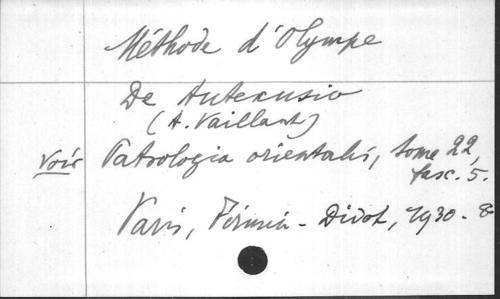 Méthode d'Olympe
De Autexusio
(A. Vaillant)
voir Patrologia orientalis, tome 22,
fasc. 5.
Paris, Firmin-Didot, 1930. 8°